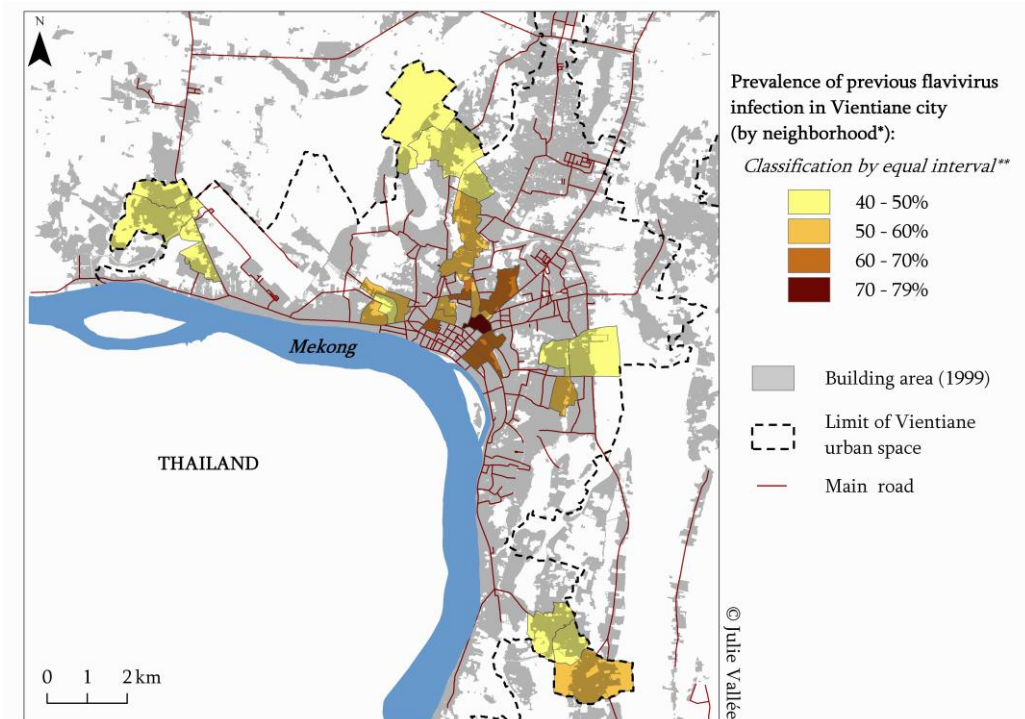 N
Mekong
THAILAND
0 1 2 km
© Julie Vallée
Prevalence of previous flavivirus
infection in Vientiane city
(by neighborhood*):
Classification by equal interval**
40 - 50%
50 - 60%
60 - 70%
70 - 79%
Building area (1999)
Limit of Vientiane
urban space
Main road